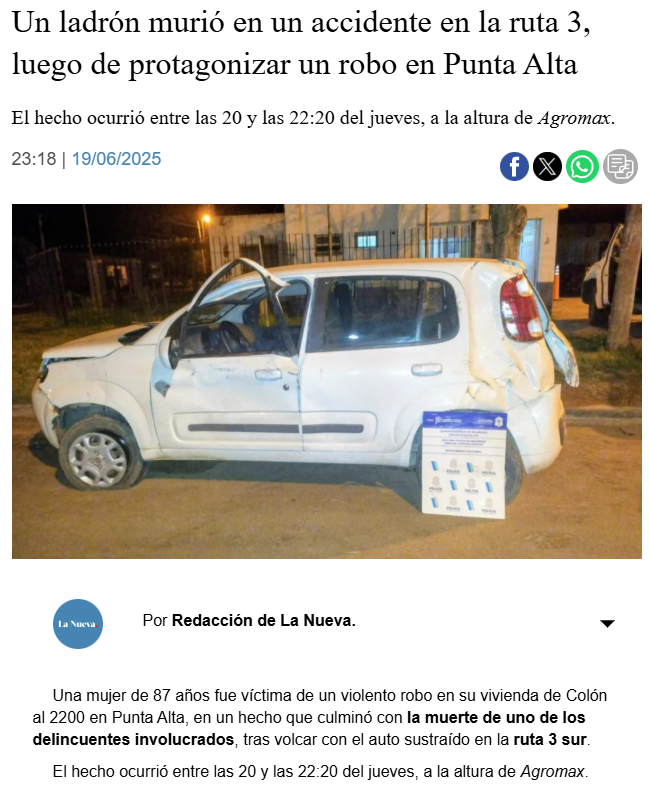 Un ladrón murió en un accidente en la ruta 3,
luego de protagonizar un robo en Punta Alta
El hecho ocurrió entre las 20 y las 22:20 del jueves, a la altura de Agromax.
23:18 | 19/06/2025
La Nueva.
Por Redacción de La Nueva.
Una mujer de 87 años fue víctima de un violento robo en su vivienda de Colón
al 2200 en Punta Alta, en un hecho que culminó con la muerte de uno de los
delincuentes involucrados, tras volcar con el auto sustraído en la ruta 3 sur.
El hecho ocurrió entre las 20 y las 22:20 del jueves, a la altura de Agromax.